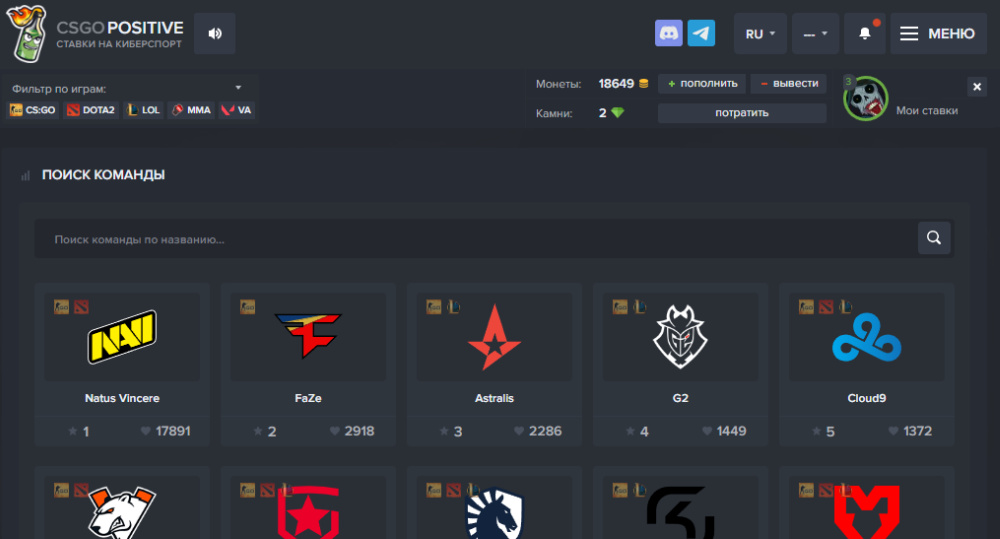 CSGO POSITIVE
СТАВКИ НА КИБЕРСПОРТ
RU
---
МЕНЮ
Фильтр по играм:
CS:GO DOTA2 LOL MMA VA
Монеты: 18649 + пополнить − вывести
Камни: 2 потратить
3
Мои ставки
ПОИСК КОМАНДЫ
Поиск команды по названию...
NAVI
Natus Vincere FaZe Astralis G2 Cloud9
1 17891 2 2918 3 2286 4 1449 5 1372